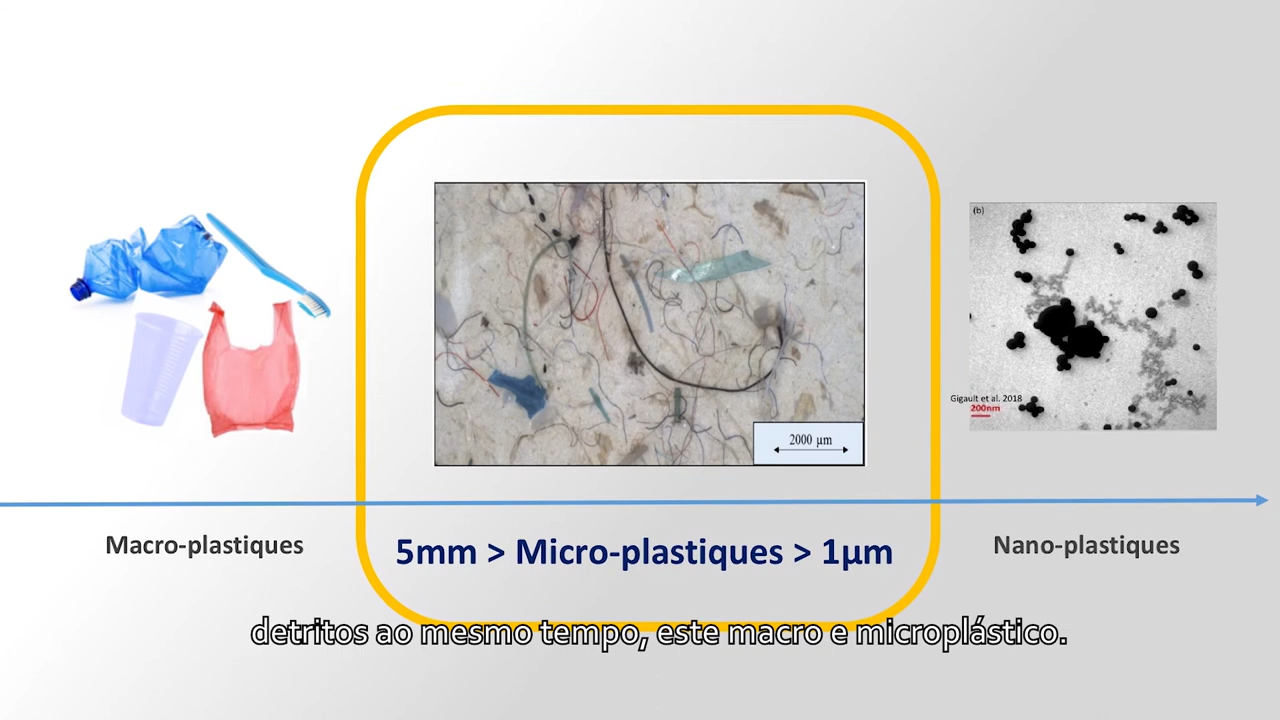 (b)
2000 µm
Gigault et al. 2018
200nm
Macro-plastiques
5mm > Micro-plastiques > 1µm
Nano-plastiques
detritos ao mesmo tempo, este macro e microplástico.